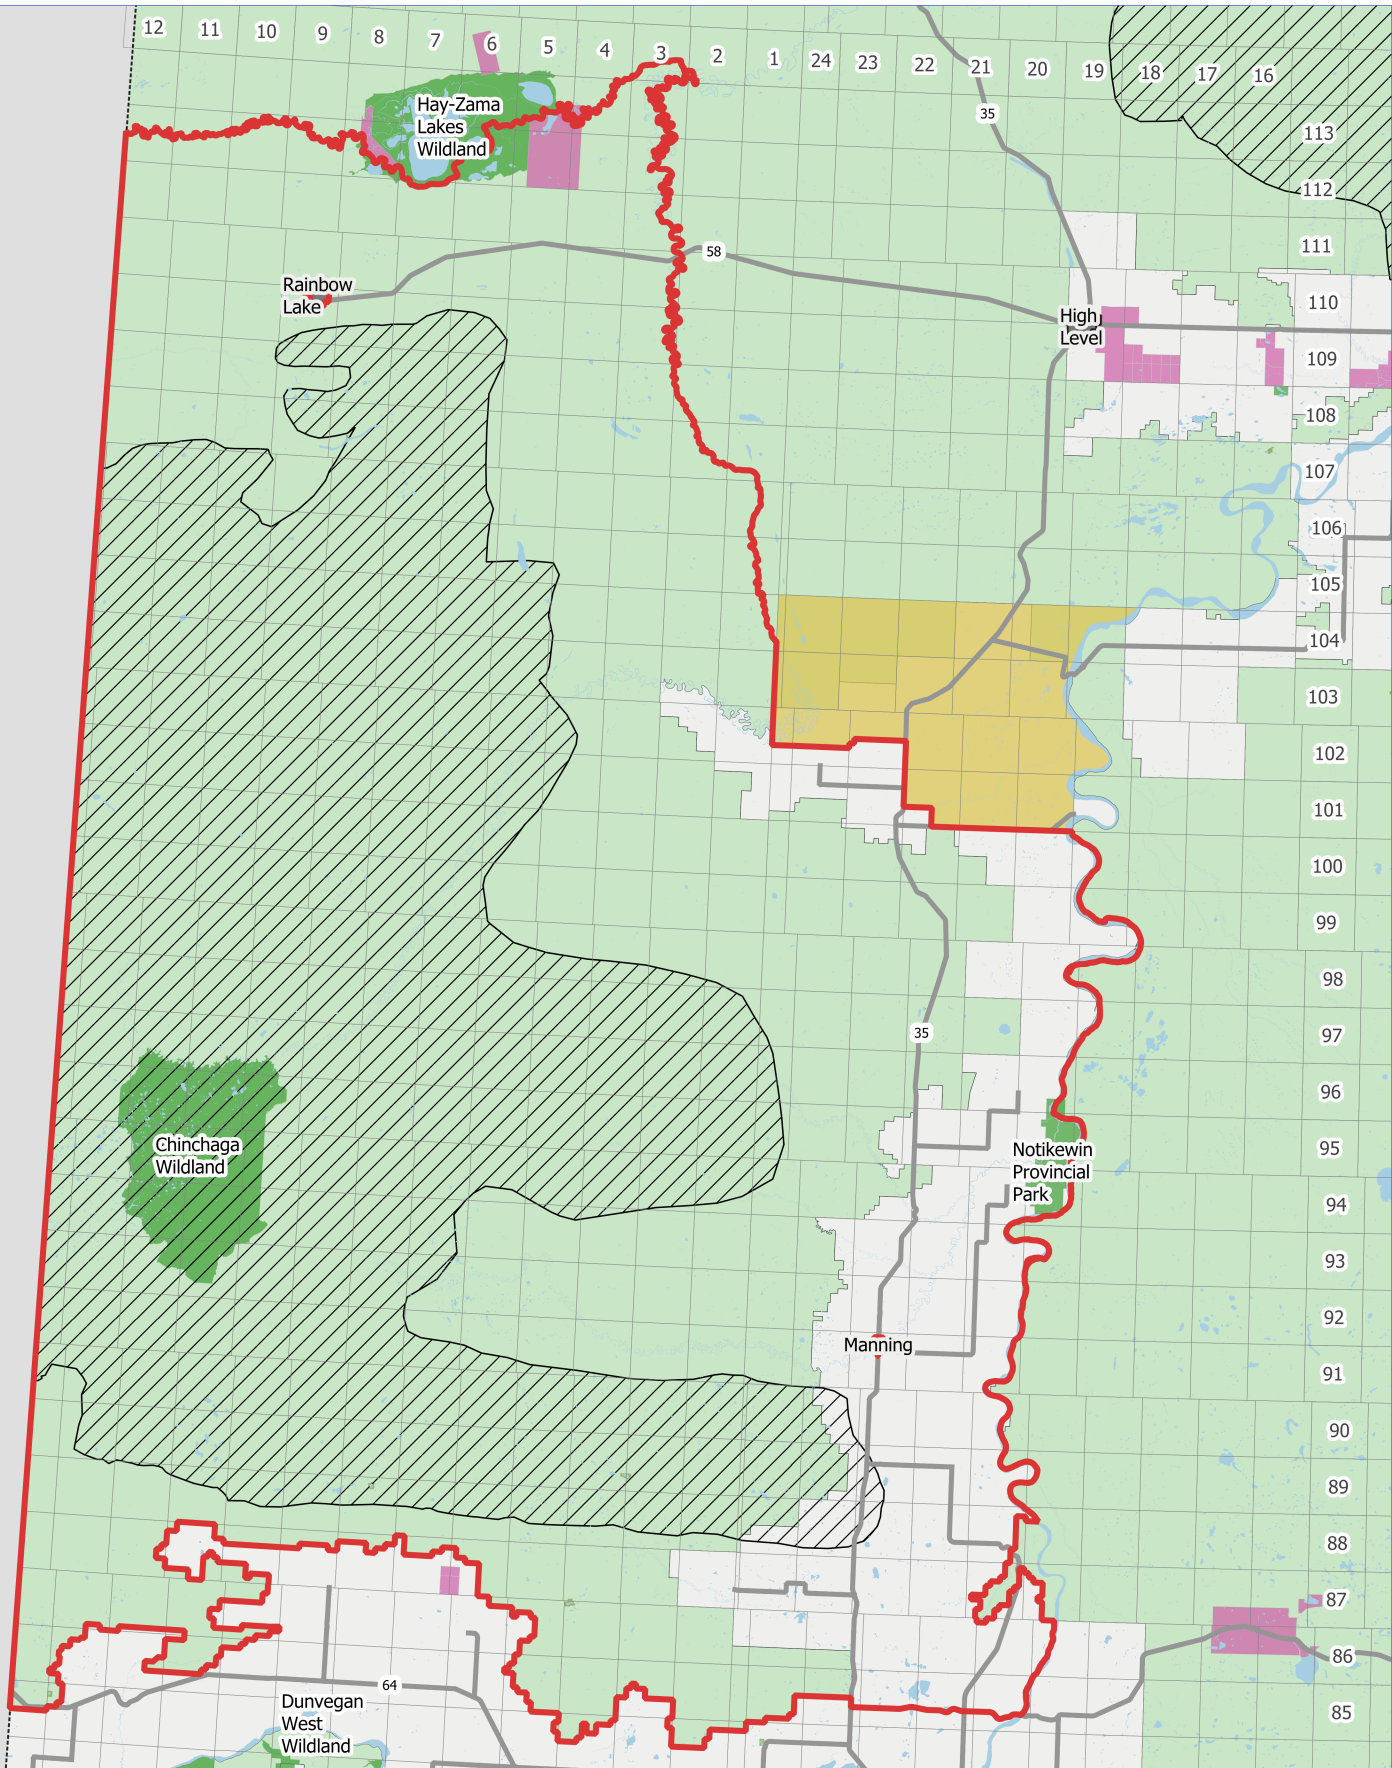 12 11 10 9 8 7 6 5 4 3 2 1 24 23 22 21 20 19 18 17 16
Hay-Zama
Lakes
Wildland
35
113
112
111
58
Rainbow
Lake
110
High
Level
109
108
107
106
105
104
103
102
101
100
99
98
35
97
96
Chinchaga
Wildland
95
Notikewin
Provincial
Park
94
93
92
Manning
91
90
89
88
87
86
64
Dunvegan
West
Wildland
85